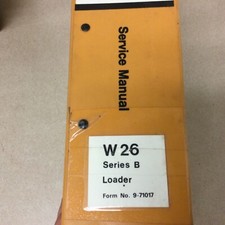 Service Manual
W 26
Series B
Loader
Form No. 9-71017